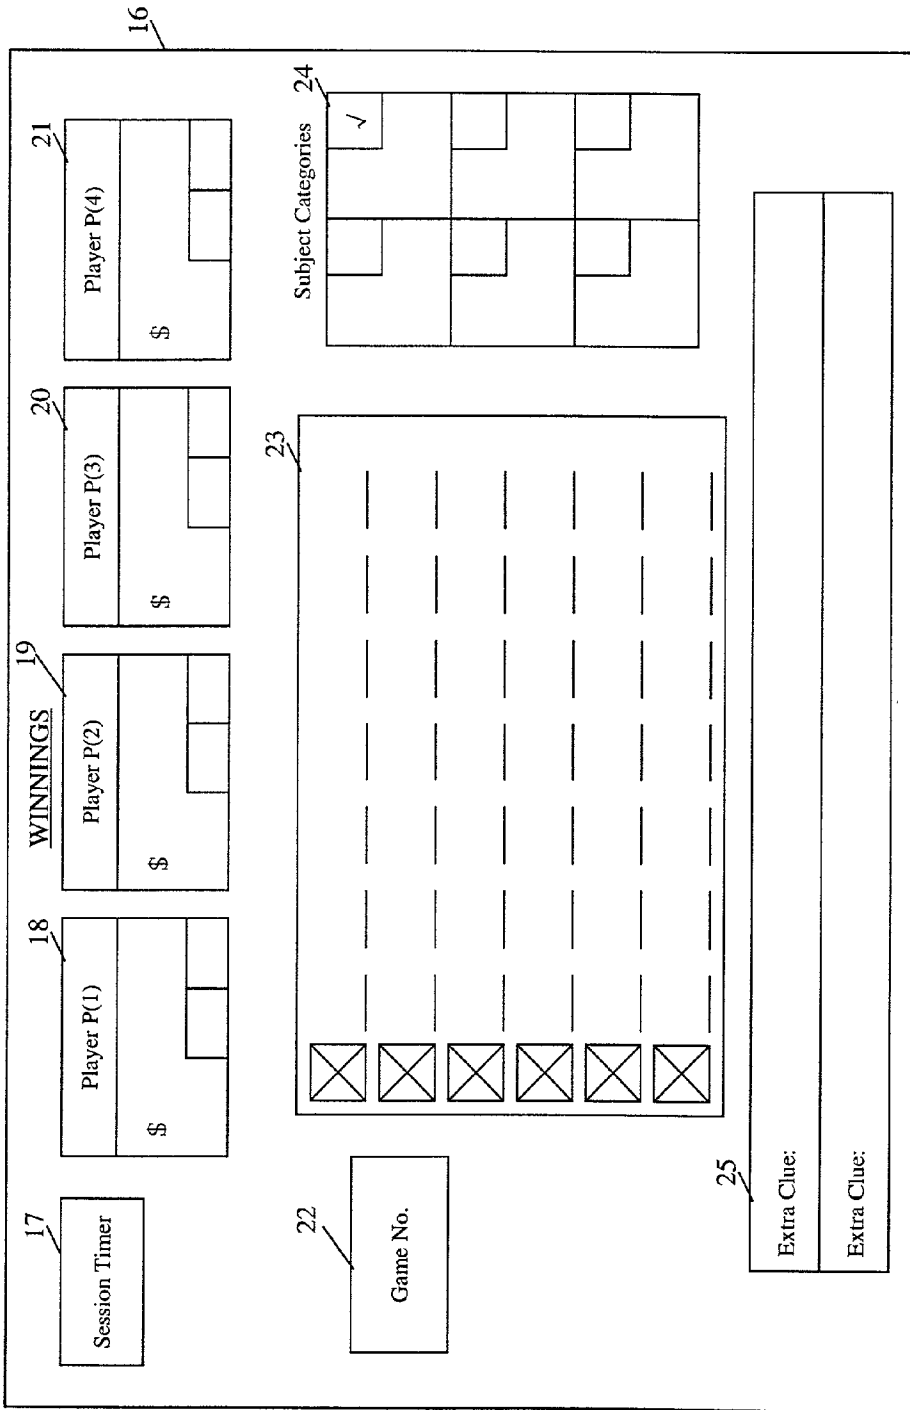 16
WINNINGS
17
18
19
20
21
Session Timer
Player P(1)
Player P(2)
Player P(3)
Player P(4)
$
$
$
$
22
23
24
Game No.
Subject Categories
√
25
Extra Clue:
Extra Clue: